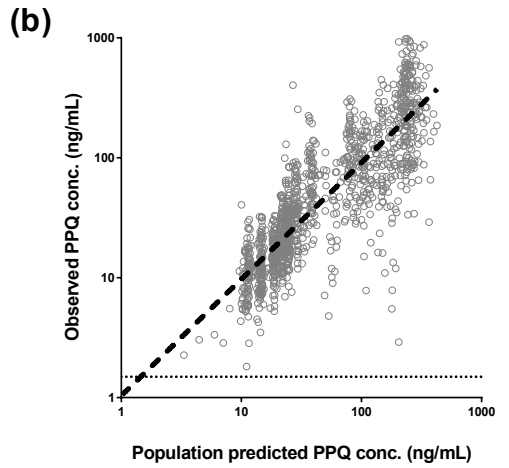 (b)
1000
100
10
1
Observed PPQ conc. (ng/mL)
1
10
100
1000
Population predicted PPQ conc. (ng/mL)